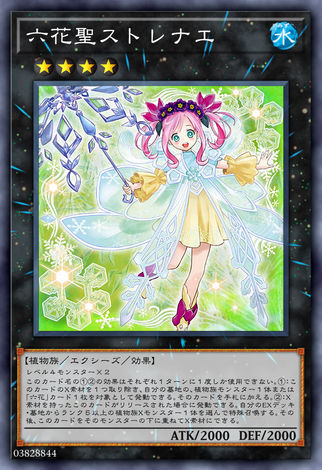 六花聖ストレナエ
水
【植物族／エクシーズ／効果】
レベル4モンスター×2
このカード名の①②の効果はそれぞれ1ターンに1度しか使用できない。①:こ
のカードのX素材を1つ取り除き、自分の墓地の、植物族モンスター1体または
「六花」カード1枚を対象として発動できる。そのカードを手札に加える。②:X
素材を持ったこのカードがリリースされた場合に発動できる。自分のEXデッキ
・墓地からランク5以上の植物族Xモンスター1体を選んで特殊召喚する。その
後、このカードをそのモンスターの下に重ねてX素材にできる。
ATK/2000 DEF/2000
03828844